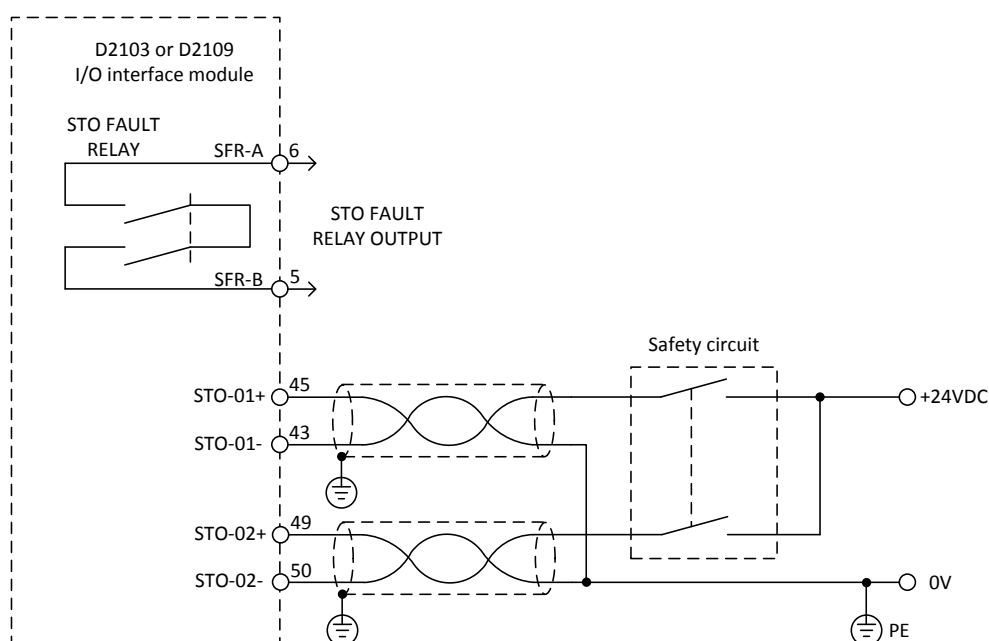 D2103 or D2109
I/O interface module
STO FAULT
RELAY
SFR-A
6
STO FAULT
RELAY OUTPUT
SFR-B
5
Safety circuit
STO-01+
45
+24VDC
STO-01-
43
STO-02+
49
STO-02-
50
0V
PE